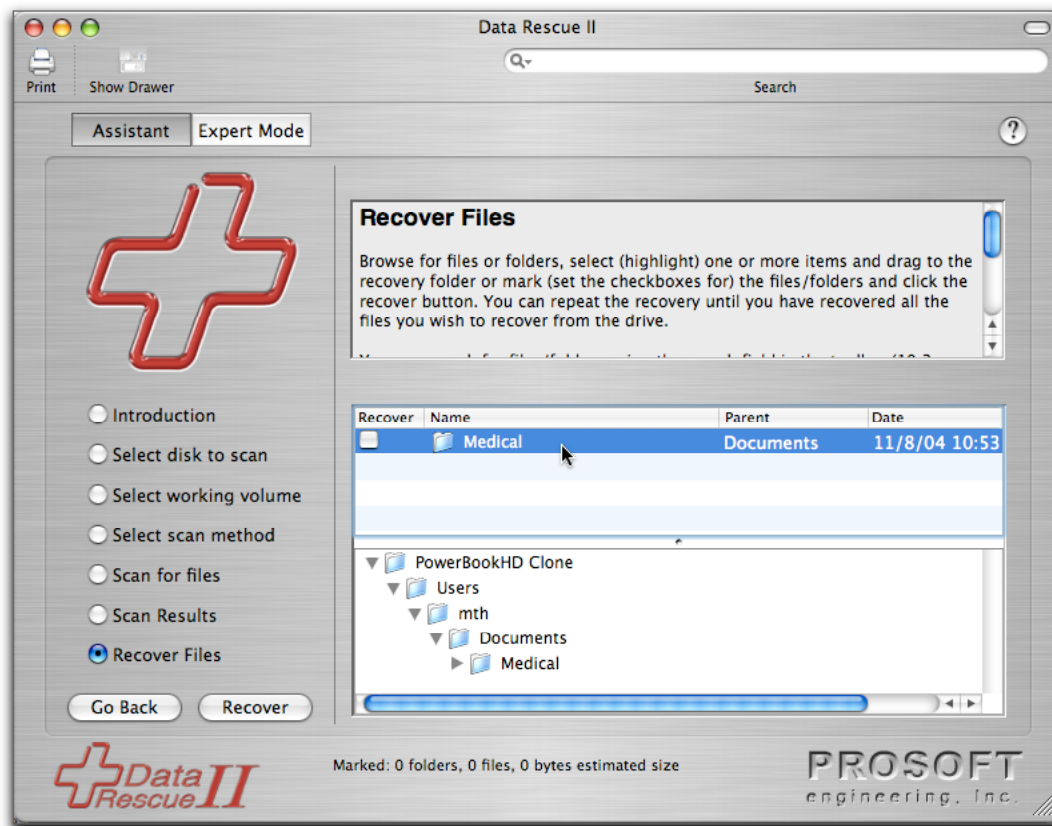 Data Rescue II
Print
Show Drawer
Search
Assistant
Expert Mode
?
Recover Files
Browse for files or folders, select (highlight) one or more items and drag to the
recovery folder or mark (set the checkboxes for) the files/folders and click the
recover button. You can repeat the recovery until you have recovered all the
files you wish to recover from the drive.
Introduction
Select disk to scan
Select working volume
Select scan method
Scan for files
Scan Results
Recover Files
Go Back
Recover
Recover Name Parent Date
Medical Documents 11/8/04 10:53
PowerBookHD Clone
Users
mth
Documents
Medical
Data
Rescue II
Marked: 0 folders, 0 files, 0 bytes estimated size
PROSOFT
engineering, Inc.